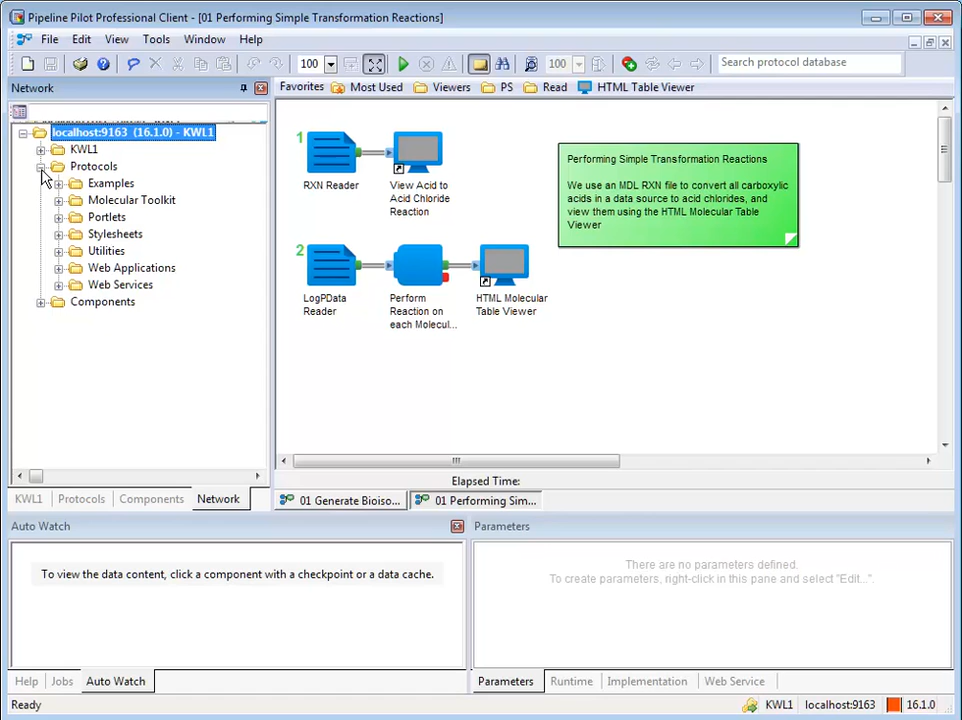 Pipeline Pilot Professional Client - [01 Performing Simple Transformation Reactions]
File Edit View Tools Window Help
100
100
Search protocol database
Network
Favorites Most Used Viewers PS Read HTML Table Viewer
localhost:9163 (16.1.0) - KWL1
KWL1
Protocols
Examples
Molecular Toolkit
Portlets
Stylesheets
Utilities
Web Applications
Web Services
Components
1
RXN Reader
View Acid to
Acid Chloride
Reaction
Performing Simple Transformation Reactions
We use an MDL RXN file to convert all carboxylic
acids in a data source to acid chlorides, and
view them using the HTML Molecular Table
Viewer
2
LogPData
Reader
Perform
Reaction on
each Molecul...
HTML Molecular
Table Viewer
Elapsed Time:
KWL1 Protocols Components Network
01 Generate Bioiso... 01 Performing Sim...
Auto Watch
To view the data content, click a component with a checkpoint or a data cache.
Help Jobs Auto Watch
Parameters
There are no parameters defined.
To create parameters, right-click in this pane and select "Edit...".
Parameters Runtime Implementation Web Service
Ready
KWL1 localhost:9163 16.1.0